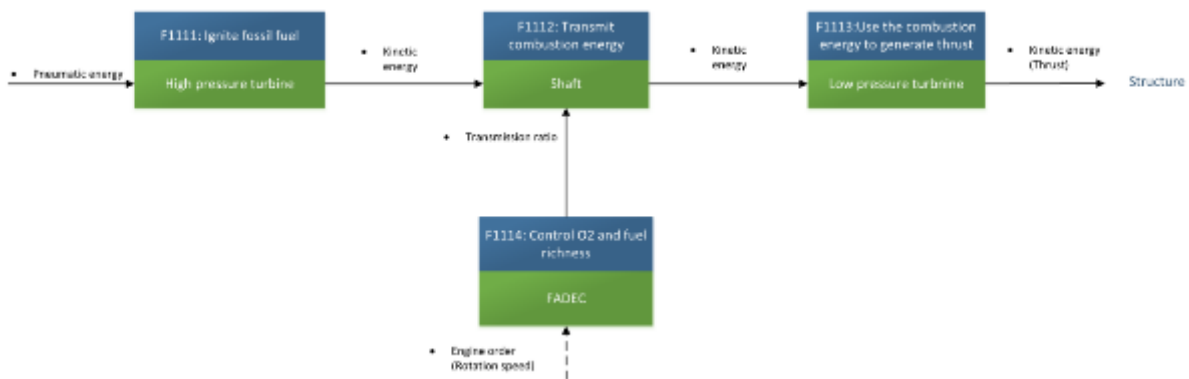 F1111: Ignite fossil fuel
High pressure turbine
F1112: Transmit
combustion energy
Shaft
F1113:Use the combustion
energy to generate thrust
Low pressure turbnine
• Pneumatic energy
• Kinetic
energy
• Kinetic
energy
• Kinetic energy
(Thrust)
Structure
• Transmission ratio
F1114: Control O2 and fuel
richness
FADEC
• Engine order
(Rotation speed)